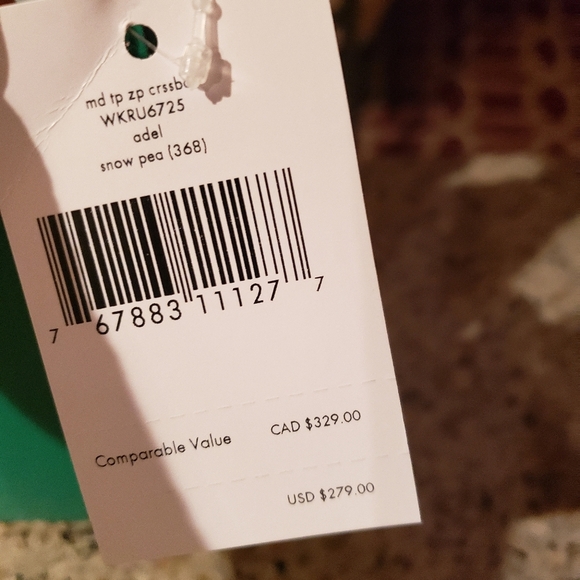 md tp zp crssb
WKRU6725
adel
snow pea (368)
7 67883 11127 7
Comparable Value CAD $329.00
USD $279.00